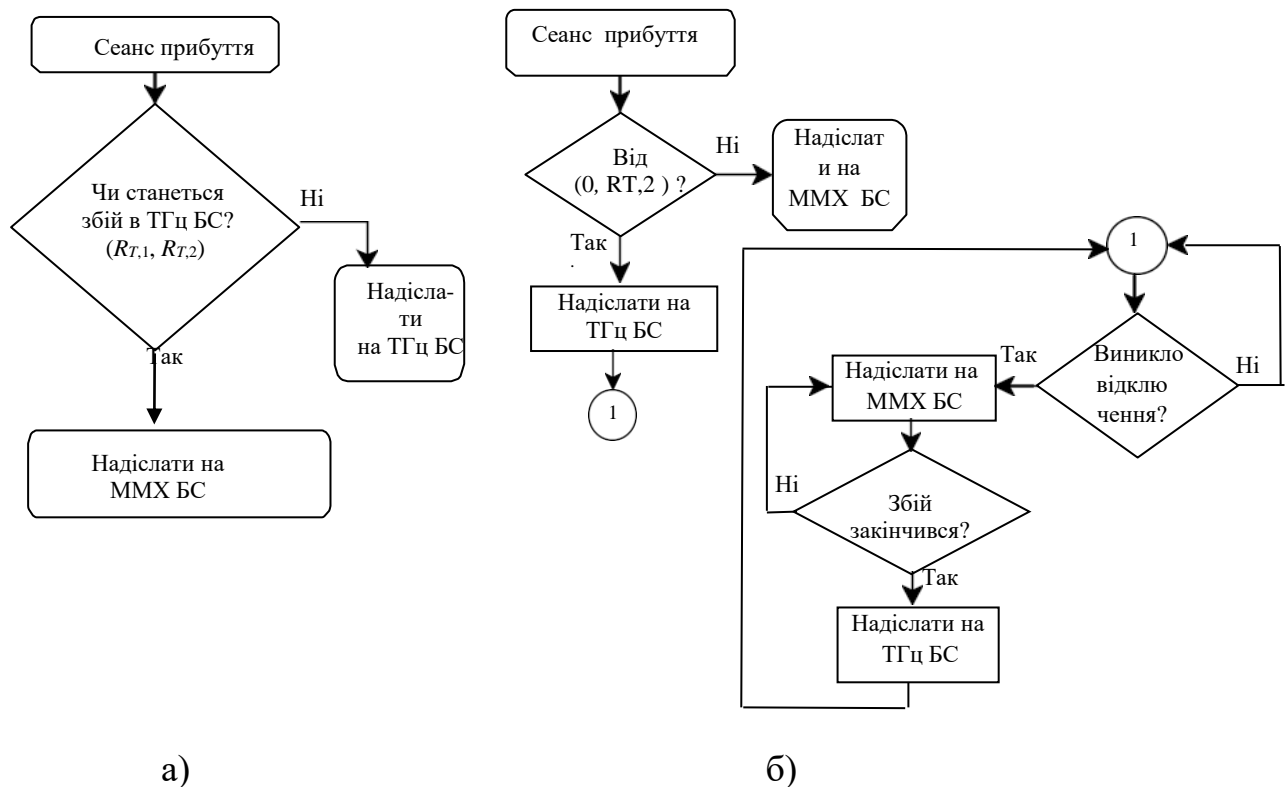 Сеанс прибуття
Чи станеться
збій в ТГц БС?
(RT,1, RT,2)
Ні
Надісла-
ти
на ТГц БС
Так
Надіслати на
ММХ БС
а)
Сеанс прибуття
Від
(0, RT,2 ) ?
Ні
Надіслат
и на
ММХ БС
Так
.
Надіслати на
ТГц БС
1
1
Виникло
відклю
чення?
Ні
Так
Надіслати на
ММХ БС
Ні
Збій
закінчився?
Так
Надіслати на
ТГц БС
б)